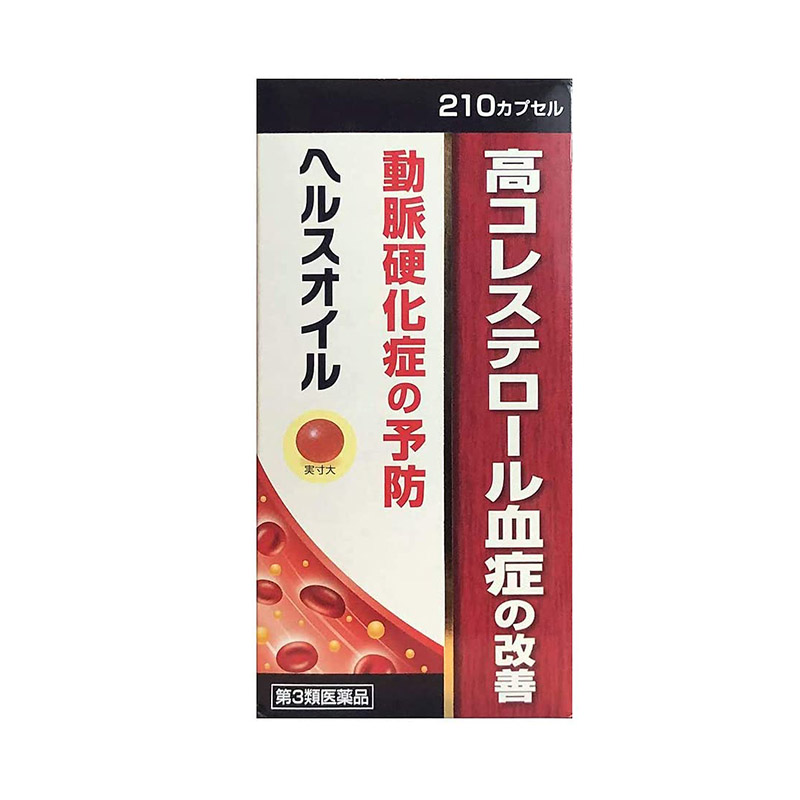 210カプセル
高コレステロール血症の改善
動脈硬化症の予防
ヘルスオイル
実寸大
第3類医薬品